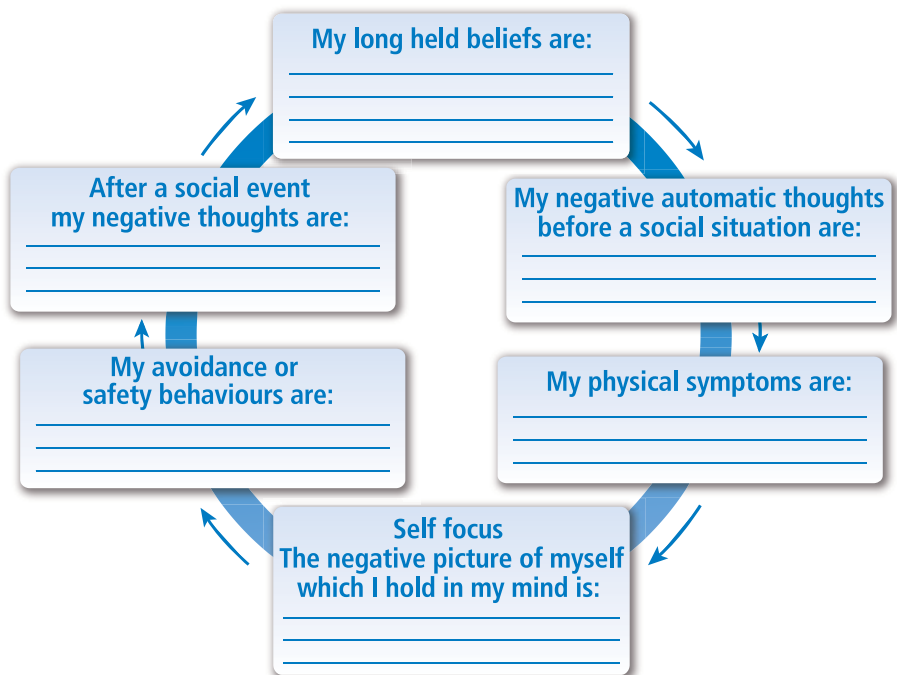 My long held beliefs are:
My negative automatic thoughts
before a social situation are:
My physical symptoms are:
Self focus
The negative picture of myself
which I hold in my mind is:
My avoidance or
safety behaviours are:
After a social event
my negative thoughts are: